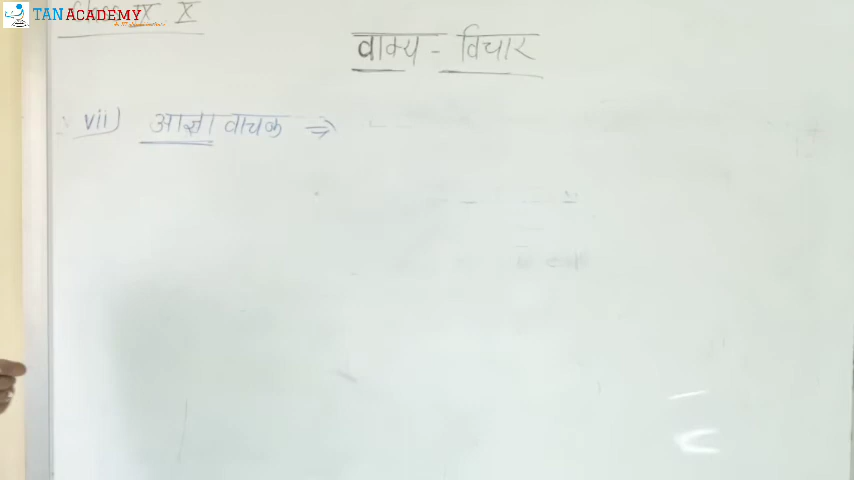 TAN ACADEMY
Class IX X
वाक्य - विचार
vii) आज्ञा वाचक ⇒